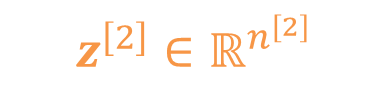 𝒛^[2] ∈ ℝ^{n^[2]}